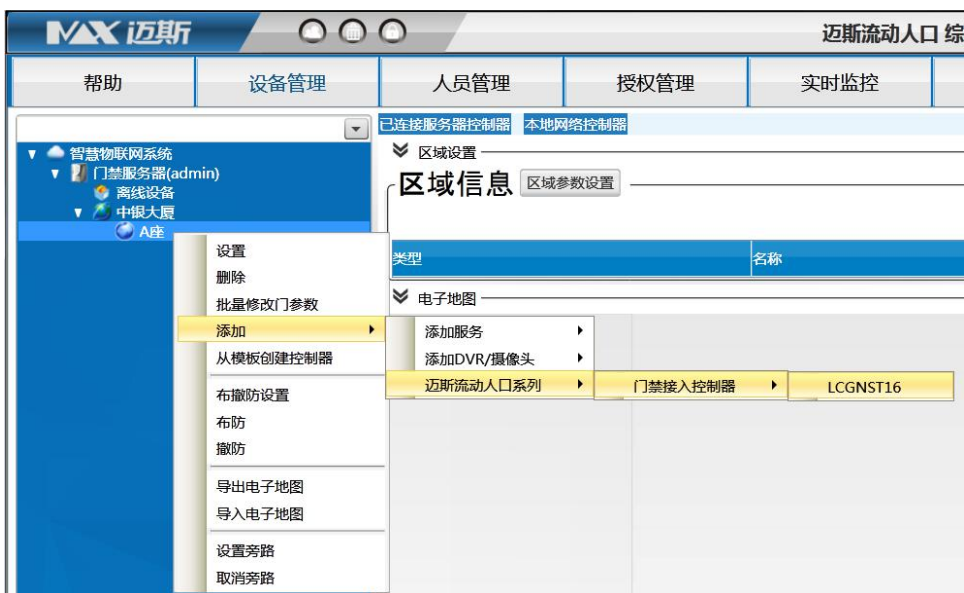 MAX 迈斯
迈斯流动人口 综
帮助 设备管理 人员管理 授权管理 实时监控
已连接服务器控制器 本地网络控制器
智慧物联网系统
门禁服务器(admin)
离线设备
中银大厦
A座
区域设置
区域信息 区域参数设置
类型 名称
电子地图
设置
删除
批量修改门参数
添加
从模板创建控制器
布撤防设置
布防
撤防
导出电子地图
导入电子地图
设置旁路
取消旁路
添加服务
添加DVR/摄像头
迈斯流动人口系列
门禁接入控制器
LCGNST16